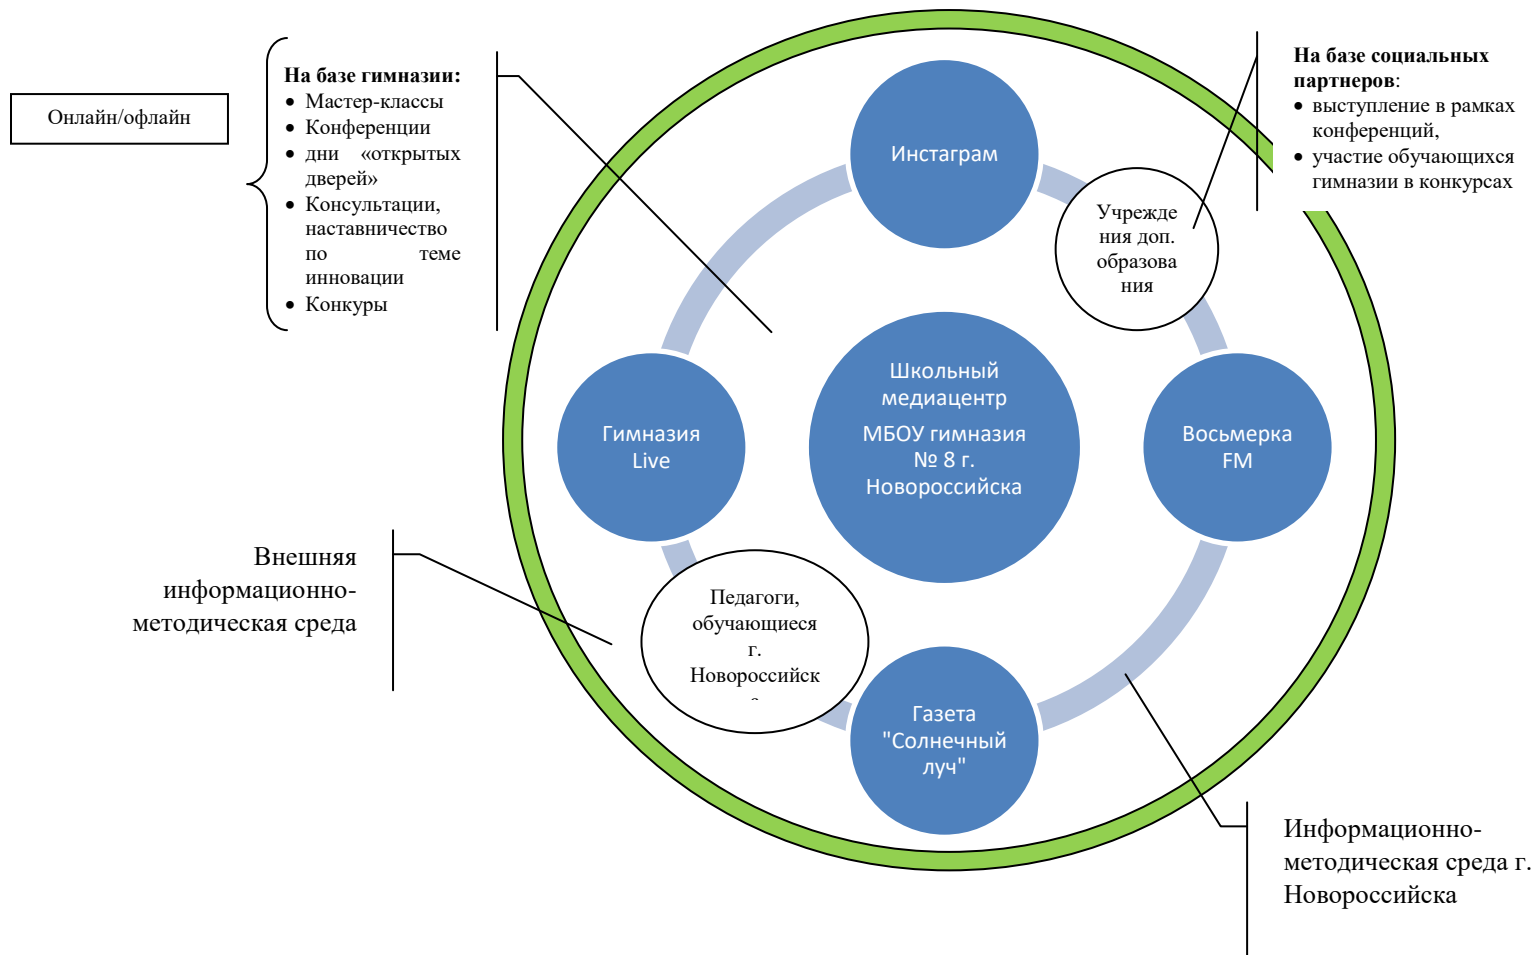 Онлайн/офлайн
На базе гимназии:
• Мастер-классы
• Конференции
• дни «открытых
дверей»
• Консультации,
наставничество
по теме
инновации
• Конкуры
На базе социальных
партнеров:
• выступление в рамках
конференций,
• участие обучающихся
гимназии в конкурсах
Инстаграм
Учрежде
ния доп.
образова
ния
Школьный
медиацентр
МБОУ гимназия
№ 8 г.
Новороссийска
Гимназия
Live
Восьмерка
FM
Внешняя
информационно-
методическая среда
Педагоги,
обучающиеся
г.
Новороссийск
Газета
"Солнечный
луч"
Информационно-
методическая среда г.
Новороссийска